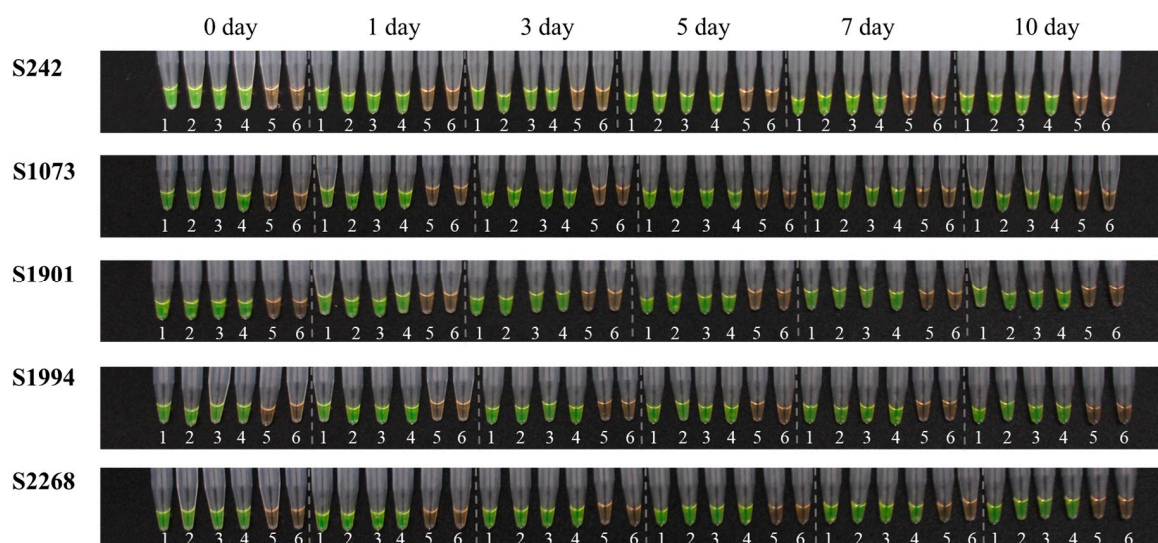 0 day 1 day 3 day 5 day 7 day 10 day
S242
1 2 3 4 5 6 1 2 3 4 5 6 1 2 3 4 5 6 1 2 3 4 5 6 1 2 3 4 5 6 1 2 3 4 5 6
S1073
1 2 3 4 5 6 1 2 3 4 5 6 1 2 3 4 5 6 1 2 3 4 5 6 1 2 3 4 5 6 1 2 3 4 5 6
S1901
1 2 3 4 5 6 1 2 3 4 5 6 1 2 3 4 5 6 1 2 3 4 5 6 1 2 3 4 5 6 1 2 3 4 5 6
S1994
1 2 3 4 5 6 1 2 3 4 5 6 1 2 3 4 5 6 1 2 3 4 5 6 1 2 3 4 5 6 1 2 3 4 5 6
S2268
1 2 3 4 5 6 1 2 3 4 5 6 1 2 3 4 5 6 1 2 3 4 5 6 1 2 3 4 5 6 1 2 3 4 5 6